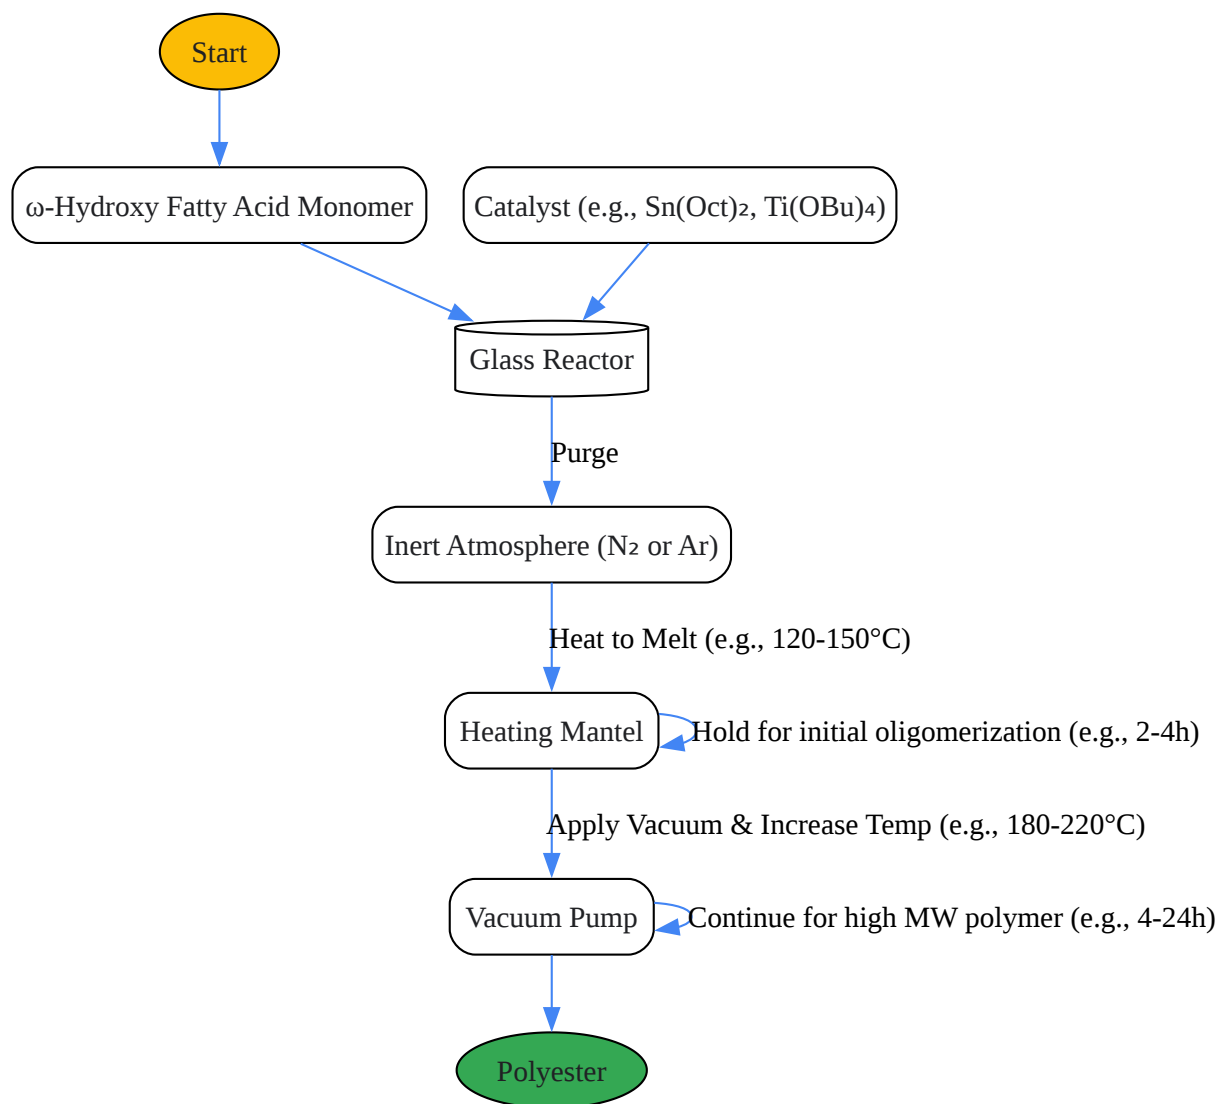 Start
ω-Hydroxy Fatty Acid Monomer
Catalyst (e.g., Sn(Oct)₂, Ti(OBu)₄)
Glass Reactor
Purge
Inert Atmosphere (N₂ or Ar)
Heat to Melt (e.g., 120-150°C)
Heating Mantel
Hold for initial oligomerization (e.g., 2-4h)
Apply Vacuum & Increase Temp (e.g., 180-220°C)
Vacuum Pump
Continue for high MW polymer (e.g., 4-24h)
Polyester